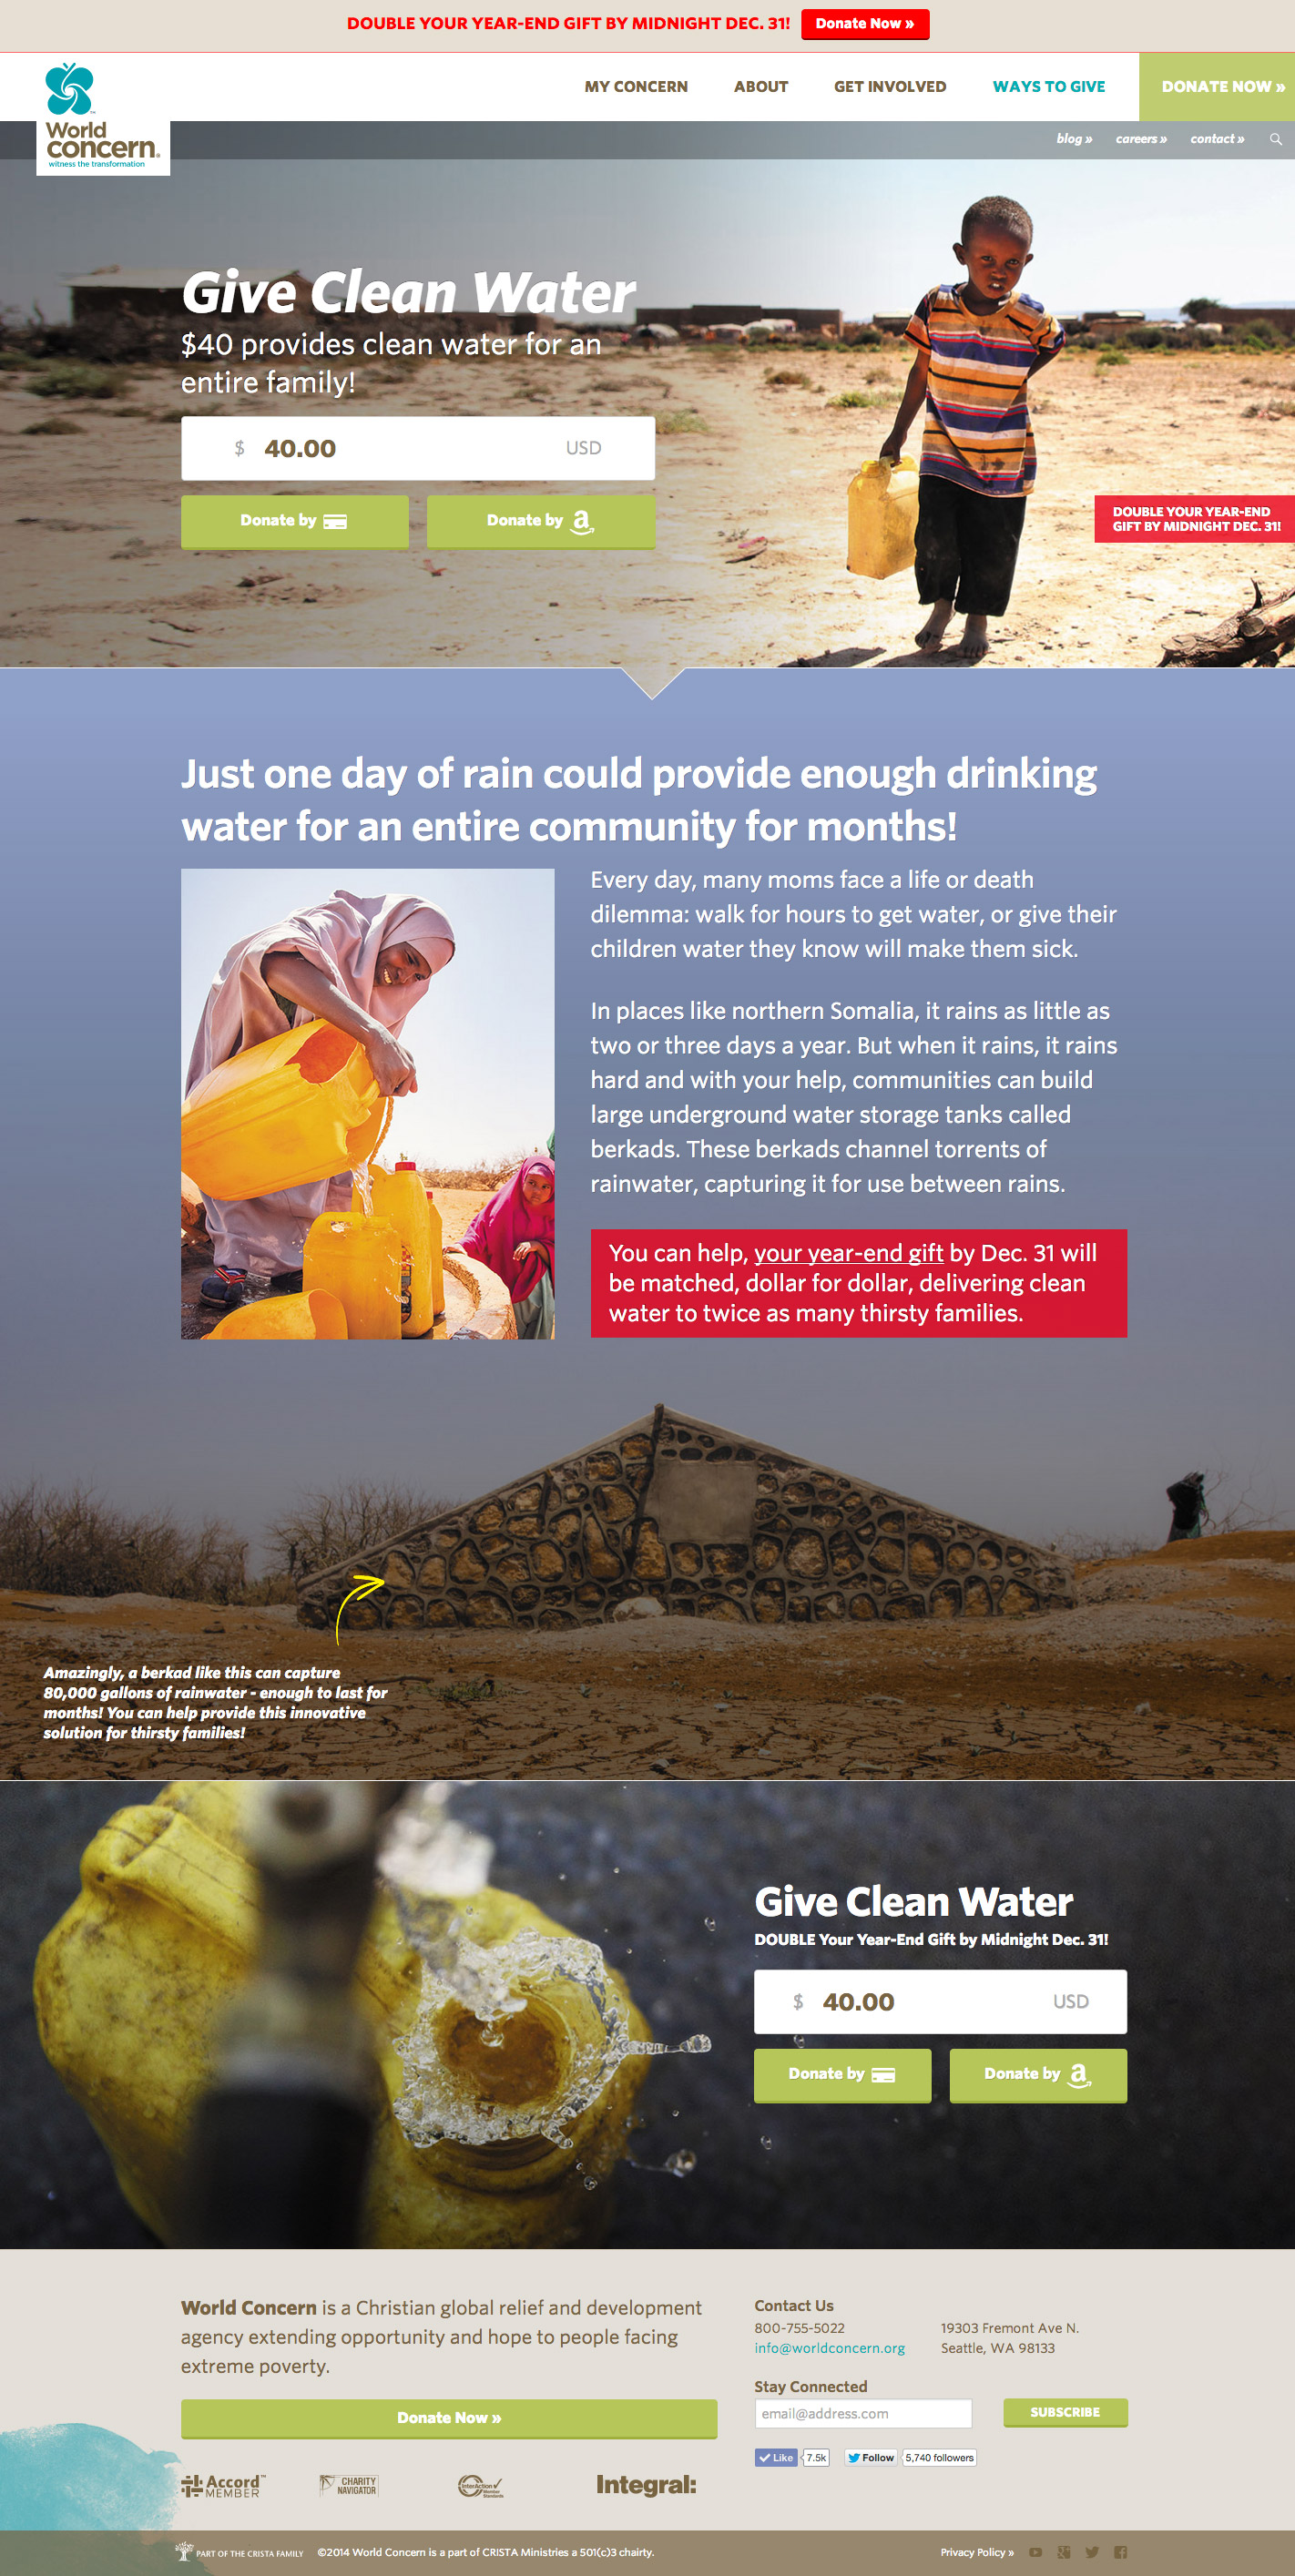 DOUBLE YOUR YEAR-END GIFT BY MIDNIGHT DEC. 31!
Donate Now »
World
concern.
witness the transformation
MY CONCERN
ABOUT
GET INVOLVED
WAYS TO GIVE
DONATE NOW »
blog »
careers »
contact »
Give Clean Water
$40 provides clean water for an
entire family!
$ 40.00 USD
Donate by
Donate by a
DOUBLE YOUR YEAR-END
GIFT BY MIDNIGHT DEC. 31!
Just one day of rain could provide enough drinking
water for an entire community for months!
Every day, many moms face a life or death
dilemma: walk for hours to get water, or give their
children water they know will make them sick.
In places like northern Somalia, it rains as little as
two or three days a year. But when it rains, it rains
hard and with your help, communities can build
large underground water storage tanks called
berkads. These berkads channel torrents of
rainwater, capturing it for use between rains.
You can help, your year-end gift by Dec. 31 will
be matched, dollar for dollar, delivering clean
water to twice as many thirsty families.
Amazingly, a berkad like this can capture
80,000 gallons of rainwater - enough to last for
months! You can help provide this innovative
solution for thirsty families!
Give Clean Water
DOUBLE Your Year-End Gift by Midnight Dec. 31!
$ 40.00 USD
Donate by
Donate by a
World Concern is a Christian global relief and development
agency extending opportunity and hope to people facing
extreme poverty.
Donate Now »
Accord™
MEMBER
CHARITY
NAVIGATOR
InterAction
Member
Standards
Integral:
Contact Us
800-755-5022
info@worldconcern.org
19303 Fremont Ave N.
Seattle, WA 98133
Stay Connected
email@address.com
SUBSCRIBE
Like 7.5k
Follow 5,740 followers
PART OF THE CRISTA FAMILY
©2014 World Concern is a part of CRISTA Ministries a 501(c)3 chairty.
Privacy Policy »